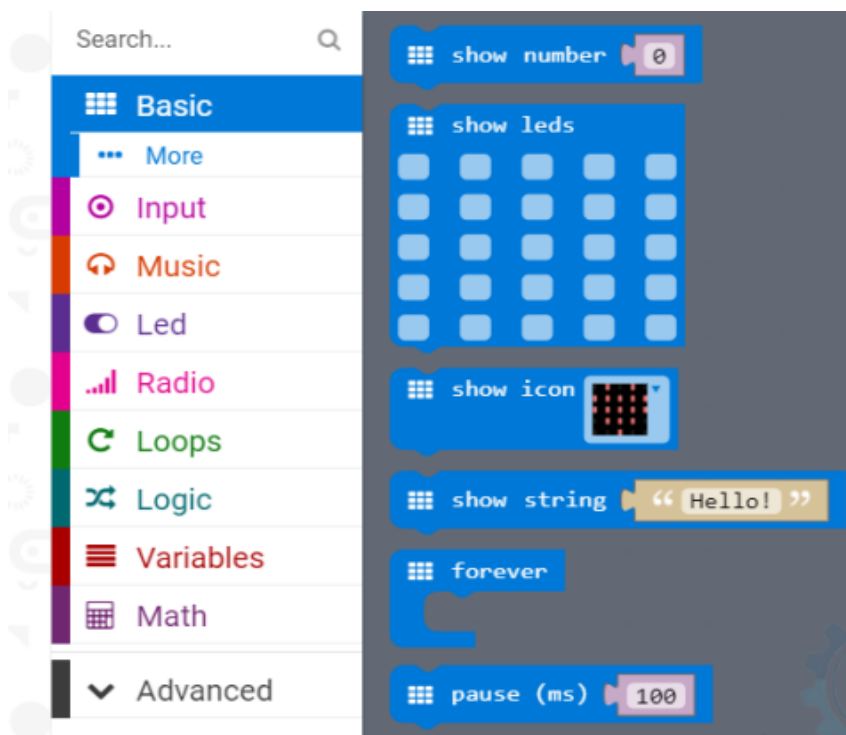 Search...
Basic
More
Input
Music
Led
Radio
Loops
Logic
Variables
Math
Advanced
show number 0
show leds
show icon
show string “ Hello! ”
forever
pause (ms) 100